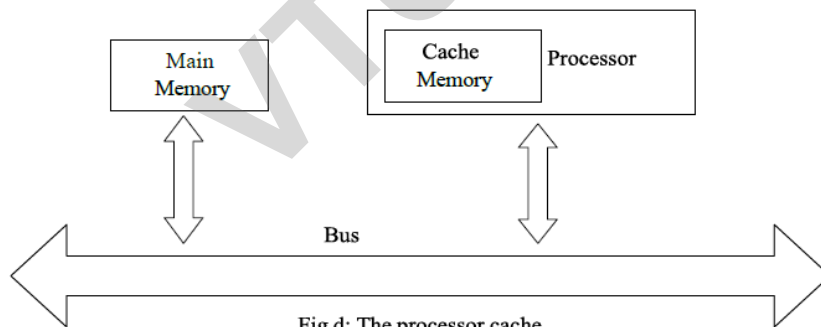 Main
Memory
Cache
Memory
Processor
Bus
Fig d: The processor cache